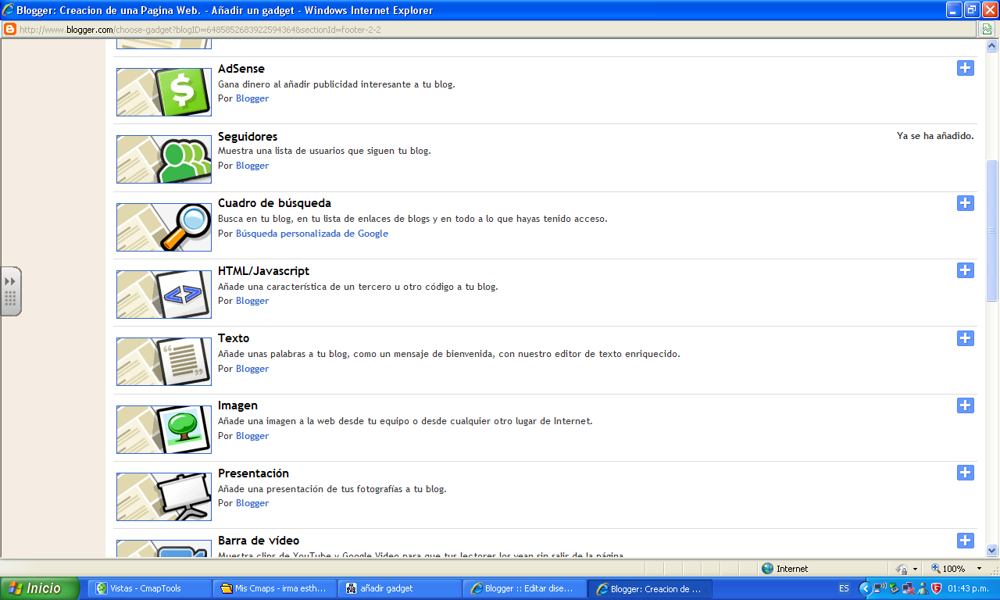 Blogger: Creacion de una Pagina Web. - Añadir un gadget - Windows Internet Explorer
http://www.blogger.com/choose-gadget?blogID=6485852683922594364&sectionId=footer-2-2
AdSense
Gana dinero al añadir publicidad interesante a tu blog.
Por Blogger
Seguidores
Ya se ha añadido.
Muestra una lista de usuarios que siguen tu blog.
Por Blogger
Cuadro de búsqueda
Busca en tu blog, en tu lista de enlaces de blogs y en todo a lo que hayas tenido acceso.
Por Búsqueda personalizada de Google
HTML/Javascript
Añade una característica de un tercero u otro código a tu blog.
Por Blogger
Texto
Añade unas palabras a tu blog, como un mensaje de bienvenida, con nuestro editor de texto enriquecido.
Por Blogger
Imagen
Añade una imagen a la web desde tu equipo o desde cualquier otro lugar de Internet.
Por Blogger
Presentación
Añade una presentación de tus fotografías a tu blog.
Por Blogger
Barra de vídeo
Muestra clips de YouTube y Google Video para que tus lectores los vean sin salir de la página.
Internet
100%
Inicio
Vistas - CmapTools
Mis Cmaps - irma esth...
añadir gadget
Blogger :: Editar dise...
Blogger: Creacion de ...
ES
01:43 p.m.